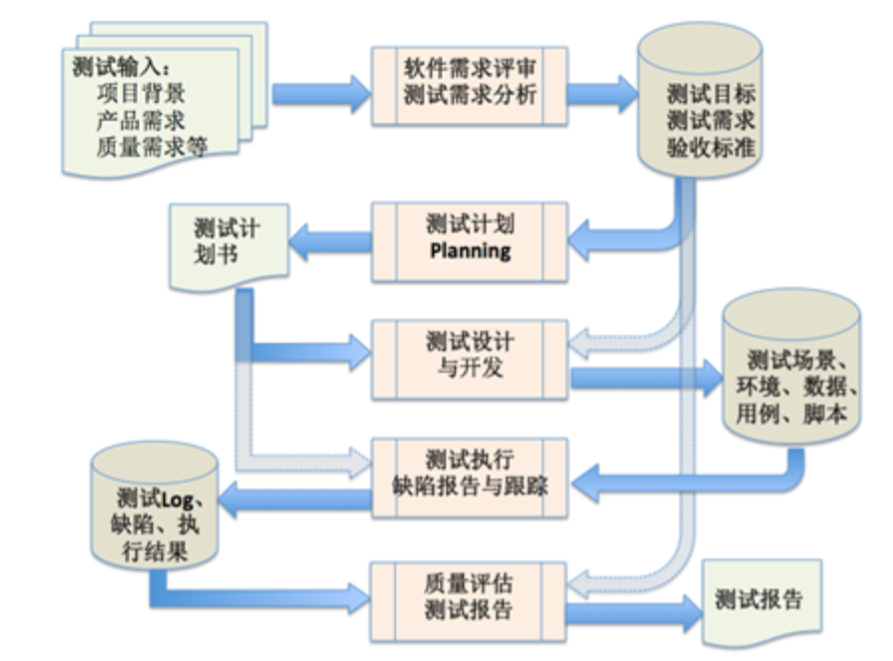 测试输入：
项目背景
产品需求
质量需求等
软件需求评审
测试需求分析
测试目标
测试需求
验收标准
测试计
划书
测试计划
Planning
测试设计
与开发
测试场景、
环境、数据、
用例、脚本
测试执行
缺陷报告与跟踪
测试Log、
缺陷、执
行结果
质量评估
测试报告
测试报告